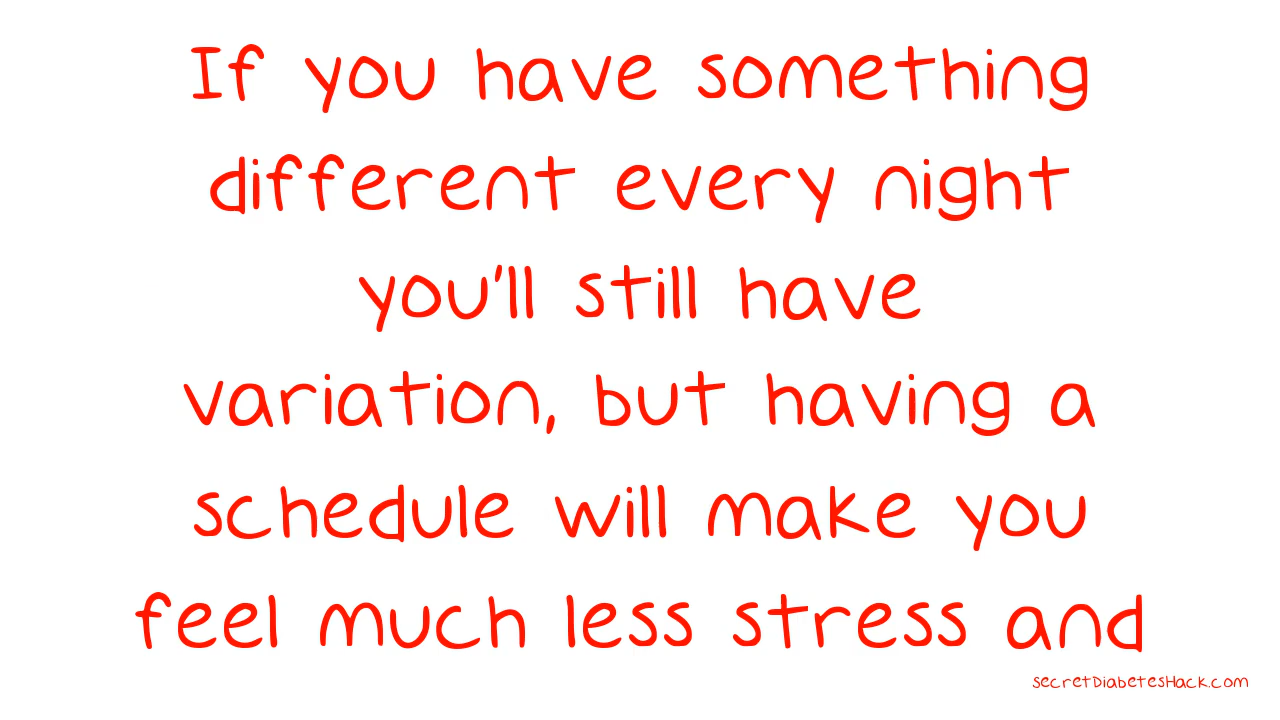 If you have something
different every night
you'll still have
variation, but having a
schedule will make you
feel much less stress and
secretDiabetesHack.com